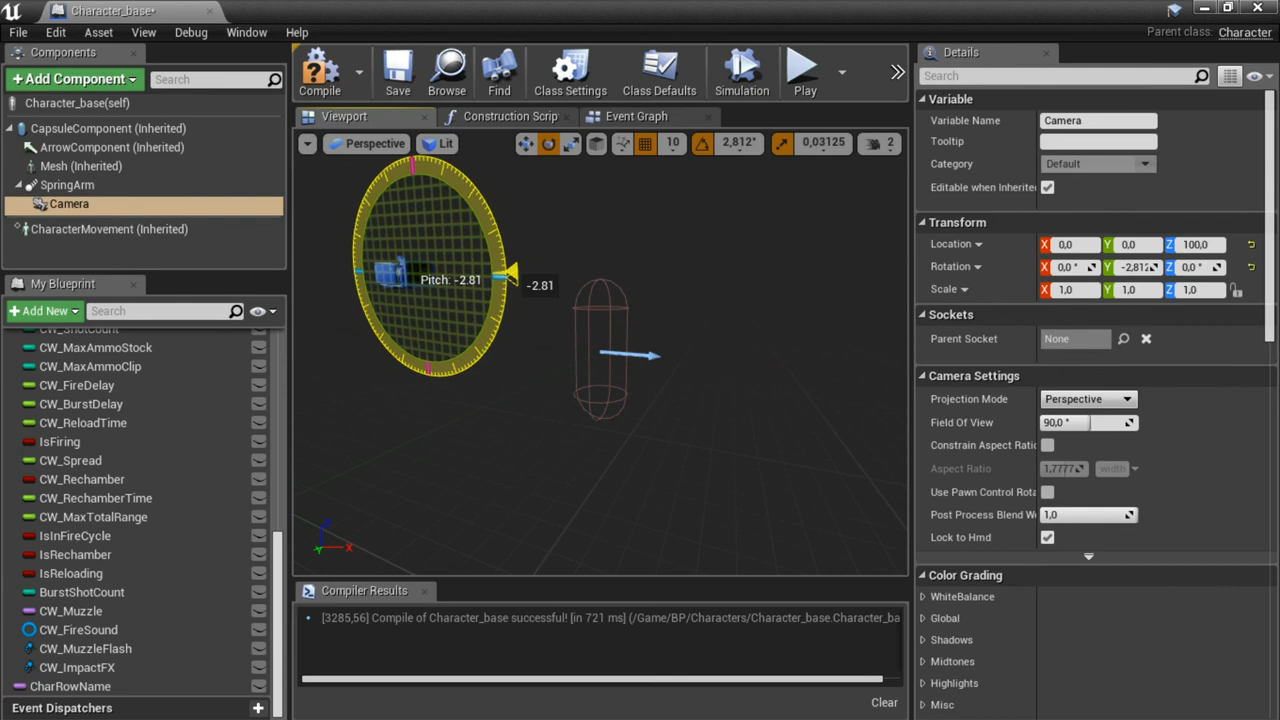 Character_base*
File Edit Asset View Debug Window Help
Parent class: Character
Components
Add Component
Search
Character_base(self)
CapsuleComponent (Inherited)
ArrowComponent (Inherited)
Mesh (Inherited)
SpringArm
Camera
CharacterMovement (Inherited)
My Blueprint
Add New
Search
CW_ShotCount
CW_MaxAmmoStock
CW_MaxAmmoClip
CW_FireDelay
CW_BurstDelay
CW_ReloadTime
IsFiring
CW_Spread
CW_Rechamber
CW_RechamberTime
CW_MaxTotalRange
IsInFireCycle
IsRechamber
IsReloading
BurstShotCount
CW_Muzzle
CW_FireSound
CW_MuzzleFlash
CW_ImpactFX
CharRowName
Event Dispatchers
Compile Save Browse Find Class Settings Class Defaults Simulation Play
Viewport Construction Scrip Event Graph
Perspective Lit 10 2,812° 0,03125 2
Pitch: -2.81
-2.81
Z
X
Y
Compiler Results
[3285,56] Compile of Character_base successful! [in 721 ms] (/Game/BP/Characters/Character_base.Character_ba
Clear
Details
Search
Variable
Variable Name Camera
Tooltip
Category Default
Editable when Inherite
Transform
Location X 0,0 Y 0,0 Z 100,0
Rotation X 0,0 ° Y -2,812 Z 0,0 °
Scale X 1,0 Y 1,0 Z 1,0
Sockets
Parent Socket None
Camera Settings
Projection Mode Perspective
Field Of View 90,0 °
Constrain Aspect Ratic
Aspect Ratio 1,7777 width
Use Pawn Control Rota
Post Process Blend W 1,0
Lock to Hmd
Color Grading
WhiteBalance
Global
Shadows
Midtones
Highlights
Misc